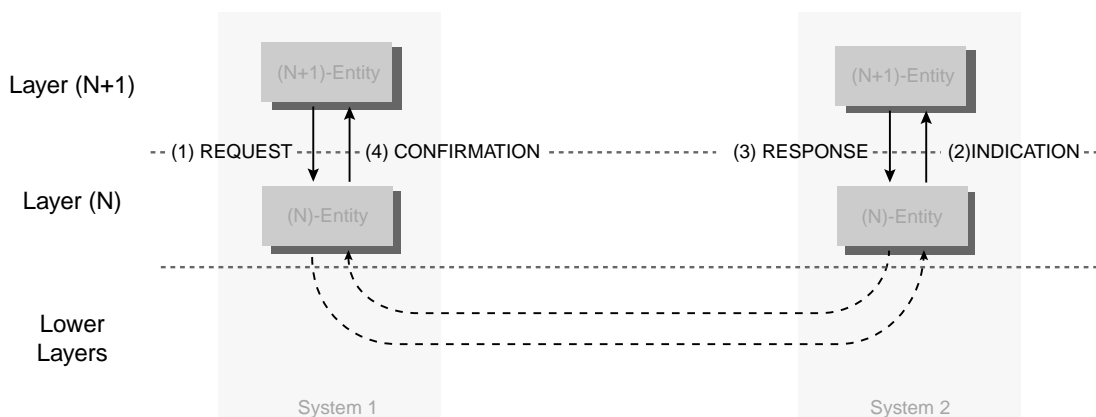 (N+1)-Entity
(N+1)-Entity
Layer (N+1)
(1) REQUEST
(4) CONFIRMATION
(3) RESPONSE
(2)INDICATION
Layer (N)
(N)-Entity
(N)-Entity
Lower
Layers
System 1
System 2